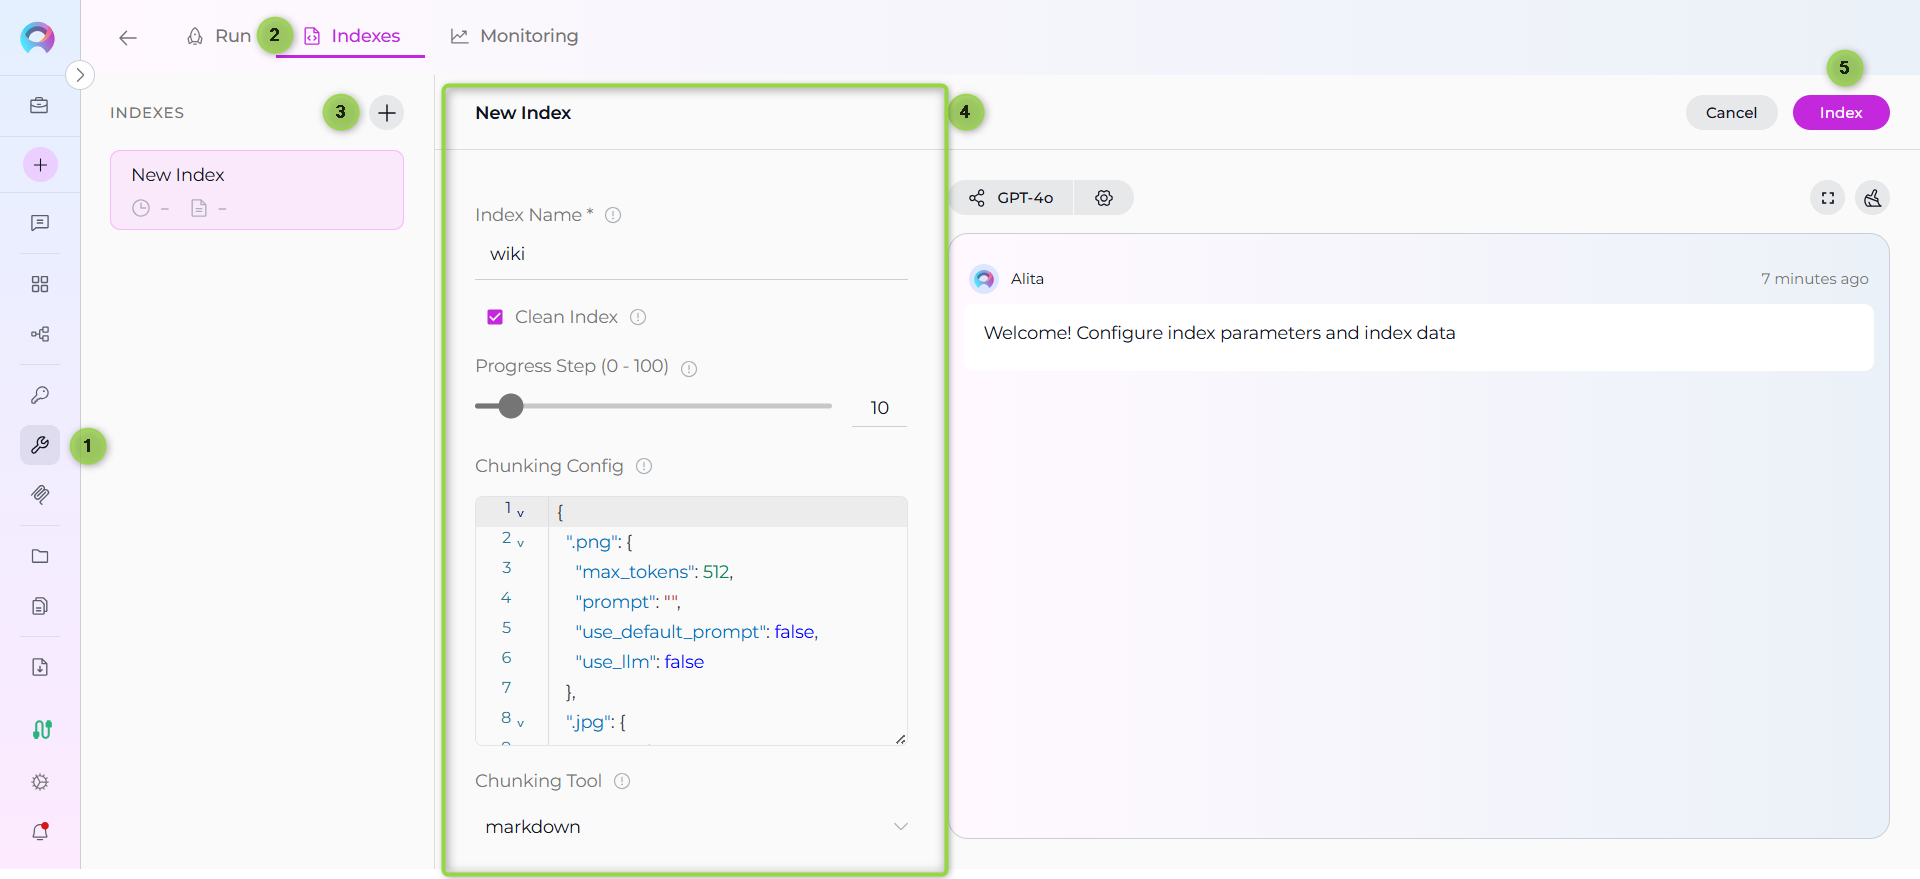 Run
2
Indexes
Monitoring
5
INDEXES
3
New Index
4
Cancel
Index
New Index
–
–
GPT-4o
Index Name *
wiki
Alita
7 minutes ago
Clean Index
Welcome! Configure index parameters and index data
Progress Step (0 - 100)
10
1
Chunking Config
1 {
2 ".png": {
3 "max_tokens": 512,
4 "prompt": "",
5 "use_default_prompt": false,
6 "use_llm": false
7 },
8 ".jpg": {
Chunking Tool
markdown